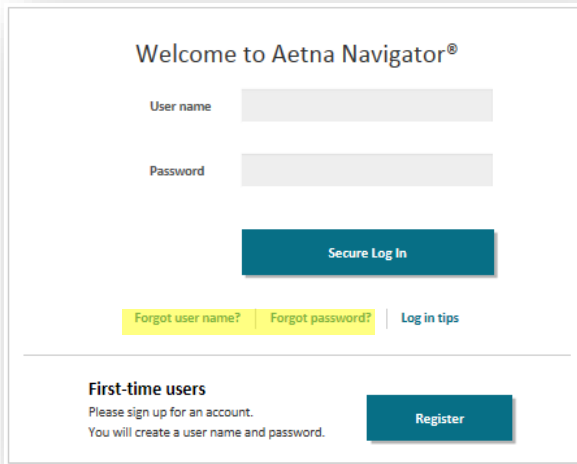 Welcome to Aetna Navigator®
User name
Password
Secure Log In
Forgot user name? Forgot password? Log in tips
First-time users
Please sign up for an account.
You will create a user name and password.
Register